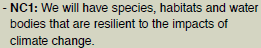 - NC1: We will have species, habitats and water
bodies that are resilient to the impacts of
climate change.